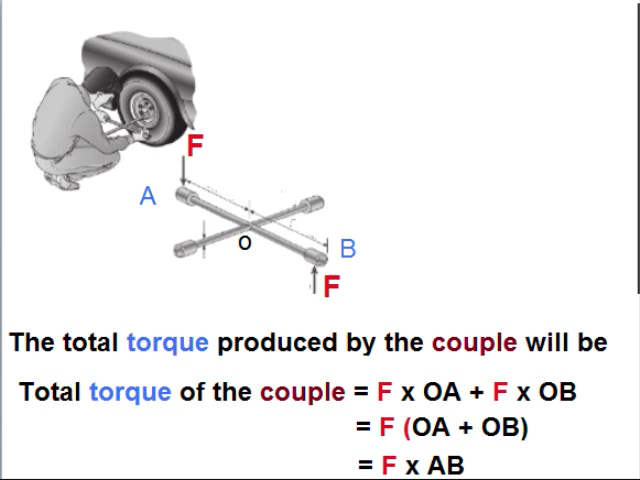 F
A
O
B
F
The total torque produced by the couple will be
Total torque of the couple = F x OA + F x OB
= F (OA + OB)
= F x AB